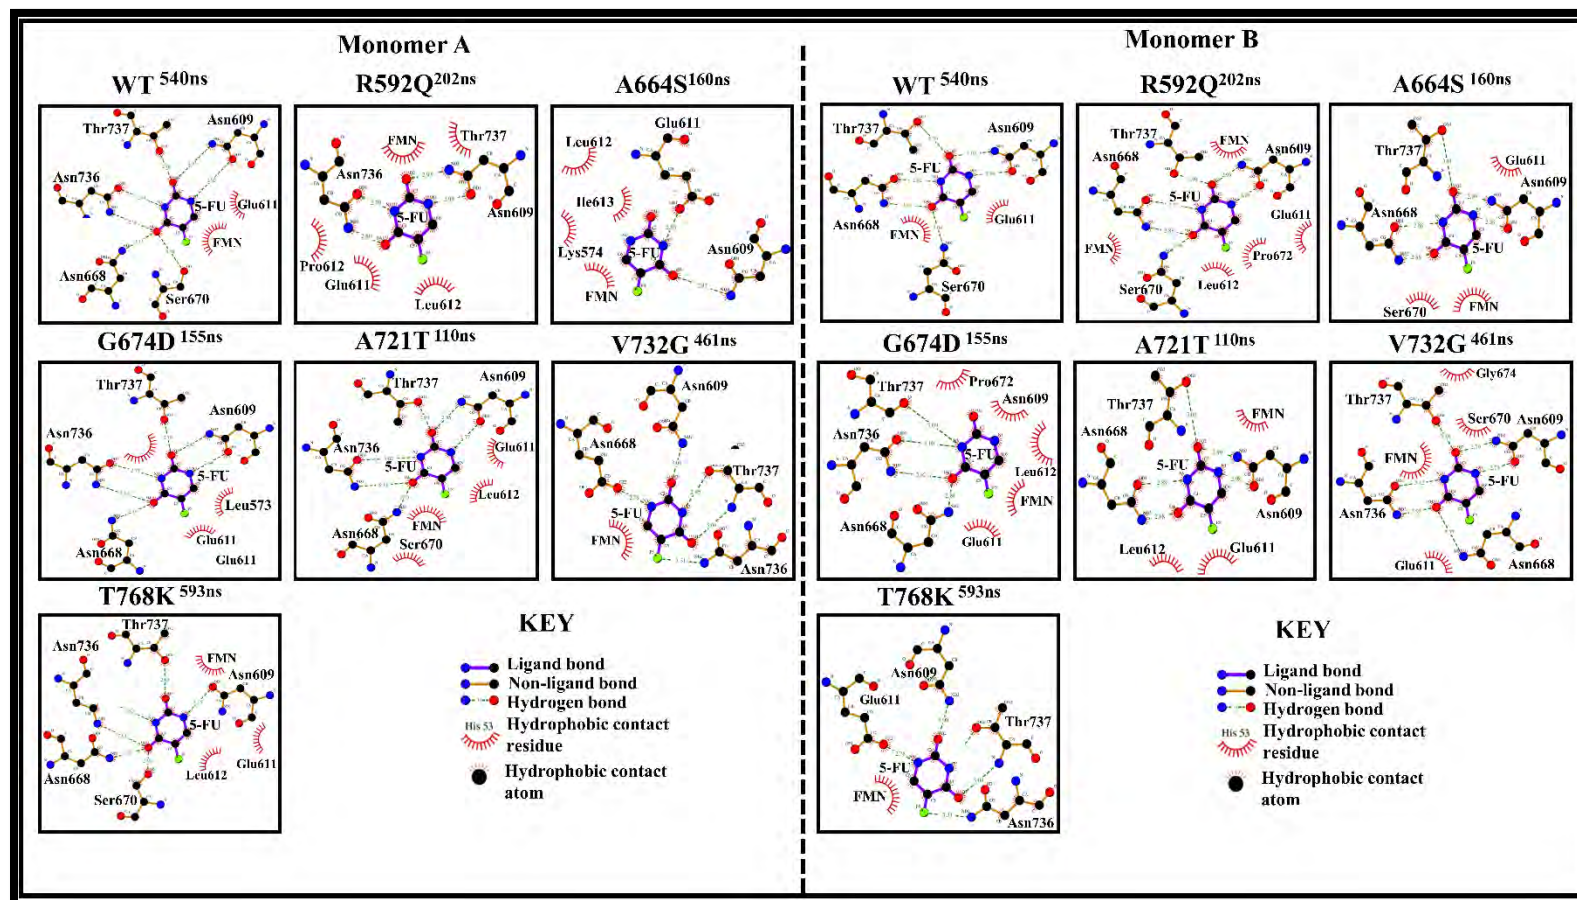 Monomer A
WT 540ns
Thr737
Asn609
Asn736
5-FU
Glu611
FMN
Asn668
Ser670
R592Q202ns
FMN
Thr737
Asn736
5-FU
Asn609
Pro612
Glu611
Leu612
A664S160ns
Glu611
Leu612
Ile613
Lys574
5-FU
Asn609
FMN
G674D 155ns
Thr737
Asn609
Asn736
5-FU
Leu573
Glu611
Glu611
Asn668
A721T 110ns
Asn609
Thr737
Asn736
Glu611
5-FU
Leu612
FMN
Asn668
Ser670
V732G 461ns
Asn609
Asn668
Thr737
5-FU
FMN
Asn736
T768K 593ns
Thr737
Asn736
FMN
Asn609
5-FU
Asn668
Leu612
Glu611
Ser670
KEY
Ligand bond
Non-ligand bond
Hydrogen bond
His 53
Hydrophobic contact
residue
Hydrophobic contact
atom
Monomer B
WT 540ns
Thr737
Asn609
5-FU
Asn668
Glu611
FMN
Ser670
R592Q202ns
Thr737
FMN
Asn609
Asn668
5-FU
Glu611
FMN
Pro672
Leu612
Ser670
A664S 160ns
Thr737
Glu611
Asn609
Asn668
5-FU
Ser670
FMN
G674D 155ns
Thr737
Pro672
Asn609
Asn736
5-FU
Leu612
FMN
Asn668
Glu611
A721T 110ns
Thr737
FMN
Asn668
5-FU
Asn609
Leu612
Glu611
V732G 461ns
Gly674
Thr737
Ser670
Asn609
FMN
5-FU
Asn736
Glu611
Asn668
T768K 593ns
Asn609
Glu611
Thr737
5-FU
FMN
Asn736
KEY
Ligand bond
Non-ligand bond
Hydrogen bond
His 53
Hydrophobic contact
residue
Hydrophobic contact
atom